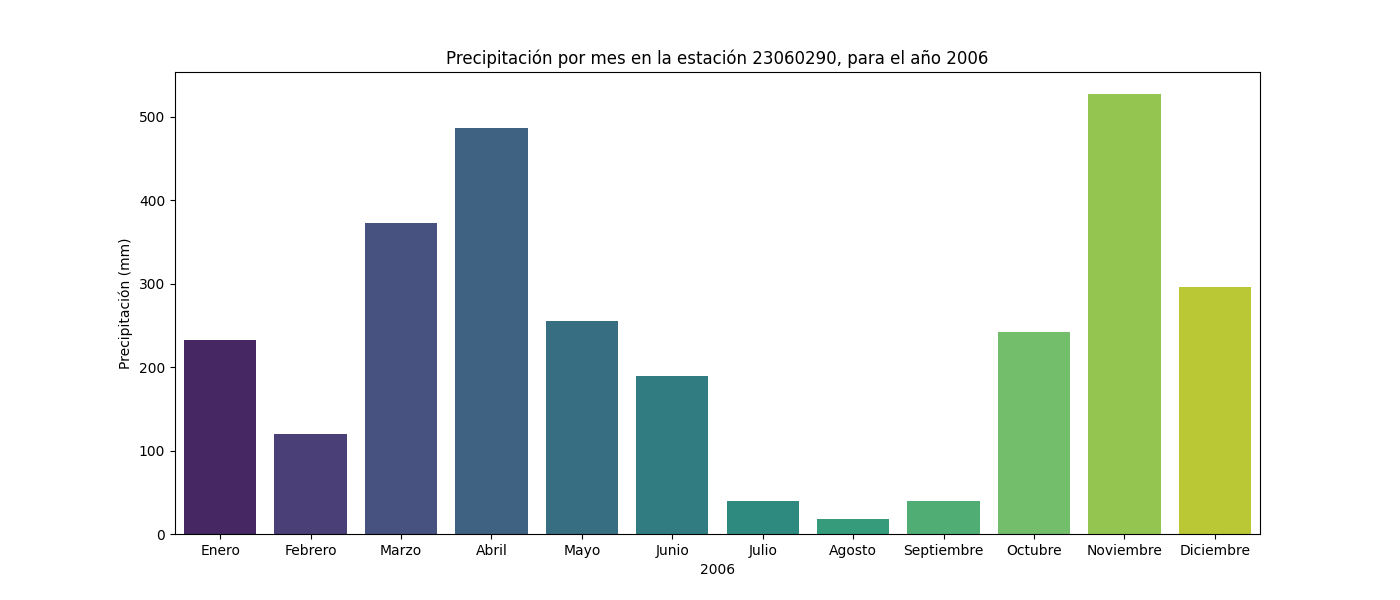 Precipitación por mes en la estación 23060290, para el año 2006
Precipitación (mm)
500
400
300
200
100
0
Enero Febrero Marzo Abril Mayo Junio Julio Agosto Septiembre Octubre Noviembre Diciembre
2006